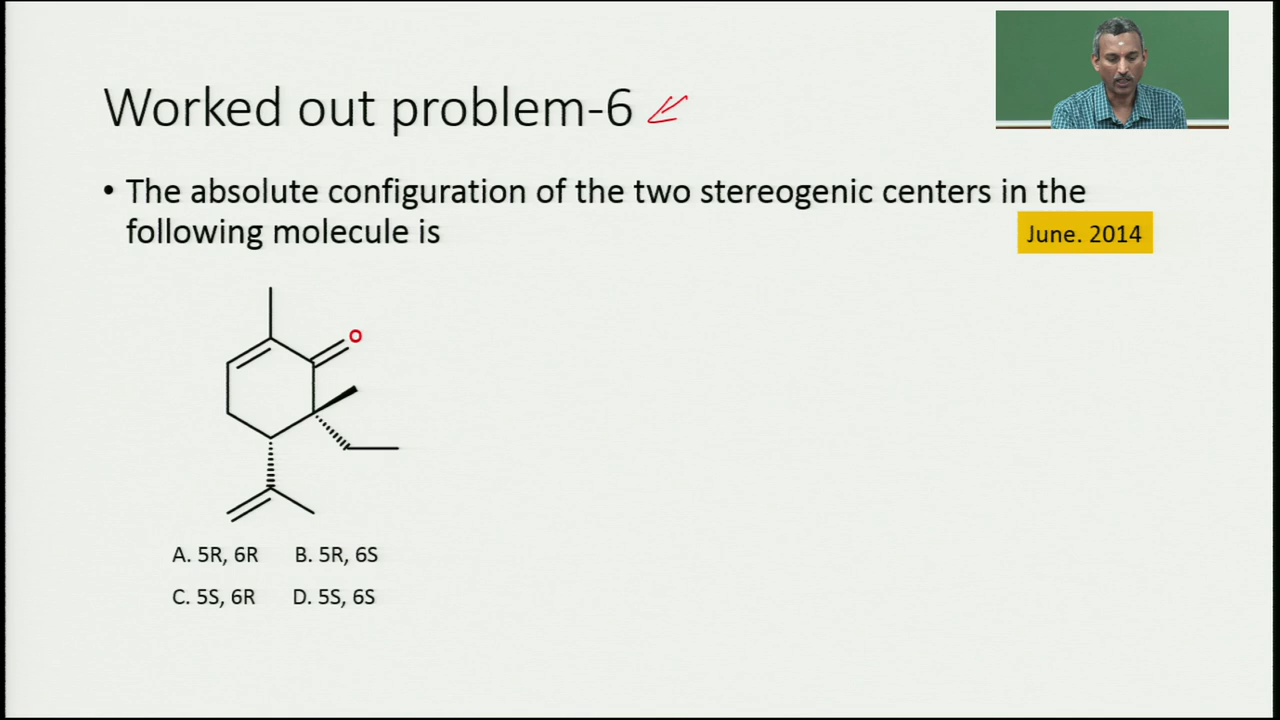 Worked out problem-6
• The absolute configuration of the two stereogenic centers in the
following molecule is
June. 2014
O
A. 5R, 6R B. 5R, 6S
C. 5S, 6R D. 5S, 6S